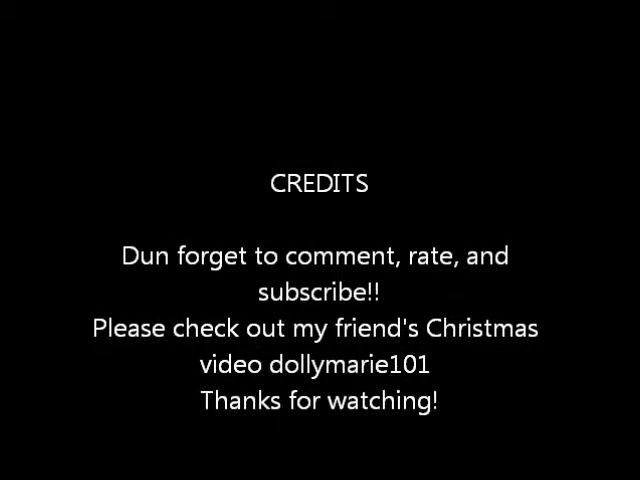 CREDITS
Dun forget to comment, rate, and
subscribe!!
Please check out my friend's Christmas
video dollymarie101
Thanks for watching!